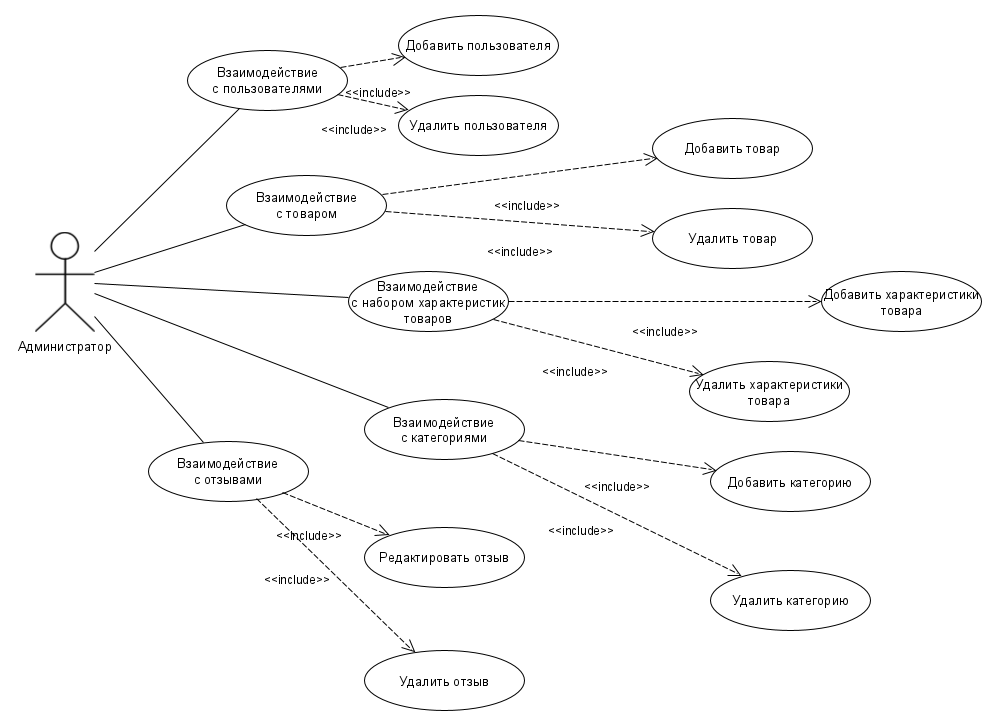 Добавить пользователя
Взаимодействие
с пользователями
<<include>>
Удалить пользователя
<<include>>
Добавить товар
Взаимодействие
с товаром
<<include>>
Удалить товар
<<include>>
Взаимодействие
с набором характеристик
товаров
Добавить характеристики
товара
<<include>>
Администратор
<<include>>
Удалить характеристики
товара
Взаимодействие
с категориями
Взаимодействие
с отзывами
Добавить категорию
<<include>>
<<include>>
<<include>>
Редактировать отзыв
<<include>>
Удалить категорию
Удалить отзыв